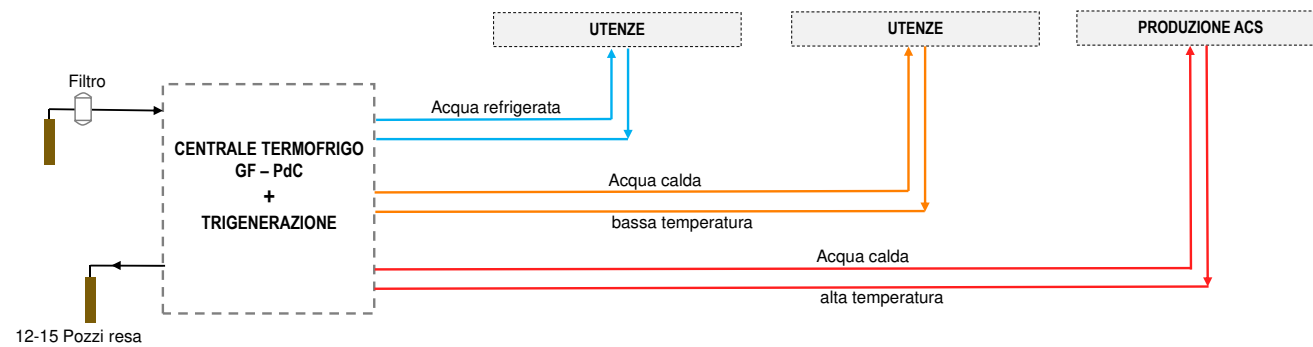 UTENZE
UTENZE
PRODUZIONE ACS
Filtro
Acqua refrigerata
CENTRALE TERMOFRIGO
GF – PdC
+
TRIGENERAZIONE
Acqua calda
bassa temperatura
Acqua calda
alta temperatura
12-15 Pozzi resa